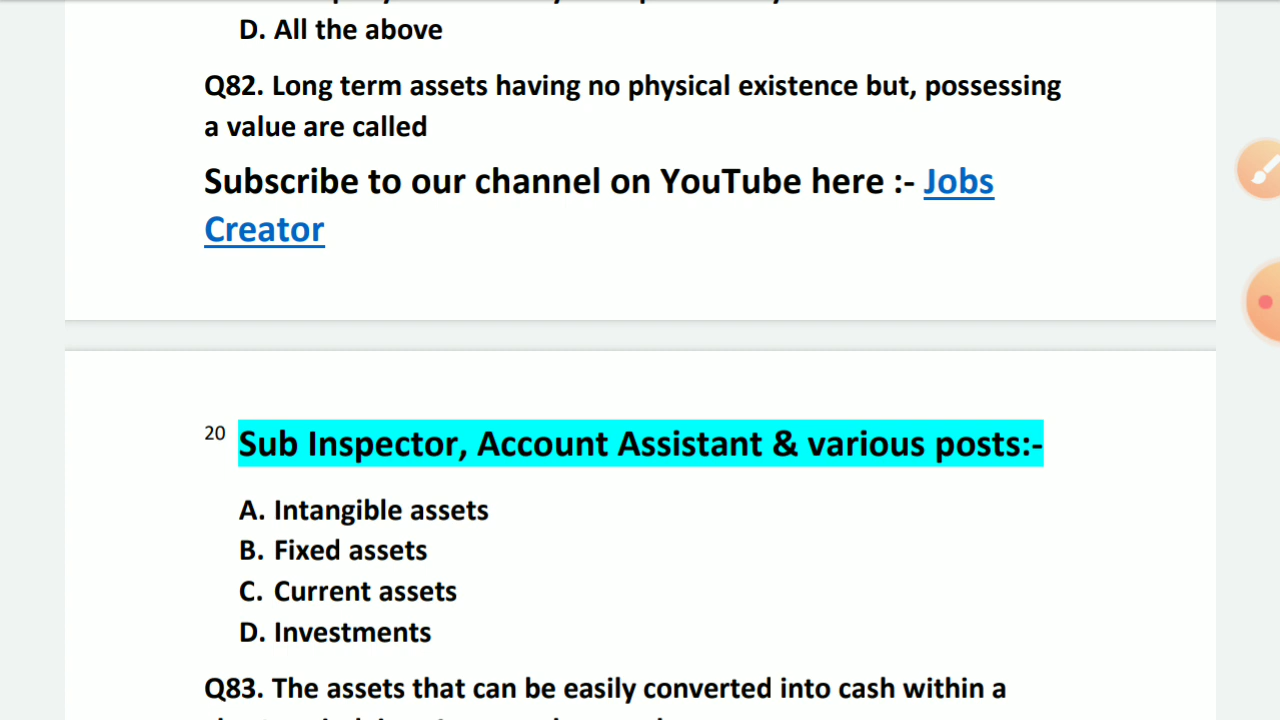 D. All the above
Q82. Long term assets having no physical existence but, possessing
a value are called
Subscribe to our channel on YouTube here :- Jobs
Creator
20 Sub Inspector, Account Assistant & various posts:-
A. Intangible assets
B. Fixed assets
C. Current assets
D. Investments
Q83. The assets that can be easily converted into cash within a